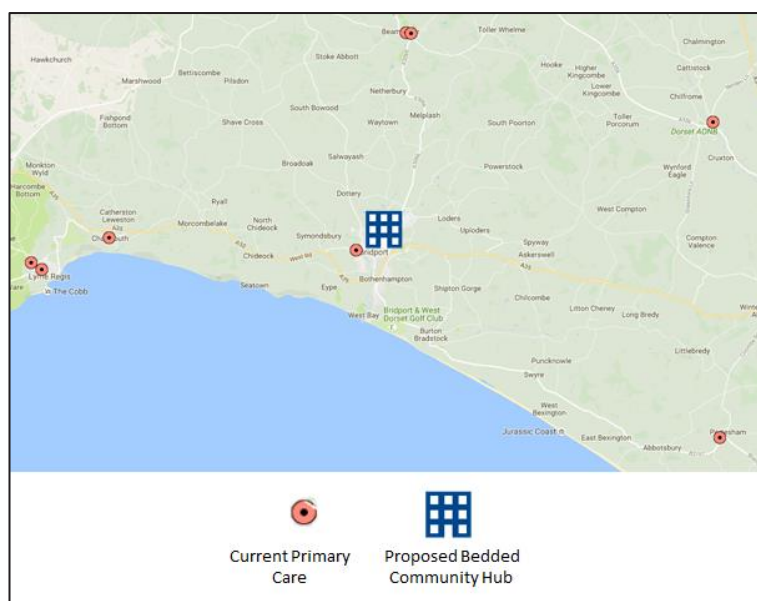 Toller Whelme
Chalmington
Hawkchurch
Stoke Abbott
Hooke
Higher
Kingcombe
Cattistock
Marshwood
Bettiscombe
Pilsdon
Netherbury
Lower
Kingcombe
Chilfrome
Fishpond
Bottom
South Bowood
Melplash
Shave Cross
Waytown
South Poorton
Toller
Porcorum
Dorset AONB
Cruxton
Monkton
Wyld
Salwayash
Broadoak
Powerstock
Wynford
Eagle
Harcombe
Bottom
Catherston
Leweston
Ryall
Dottery
Morcombelake
North
Chideock
Symondsbury
Loders
Uploders
West Compton
Compton
Valence
Chideock
Bridport
Spyway
Askerswell
Lyme Regis
The Cobb
Seatown
Eype
Bothenhampton
Shipton Gorge
Chilcombe
West Bay
Bridport & West
Dorset Golf Club
Litton Cheney
Long Bredy
Burton
Bradstock
Littlebredy
Puncknowle
Swyre
West
Bexington
Jurassic Coast
East Bexington
Abbotsbury
Current Primary
Care
Proposed Bedded
Community Hub